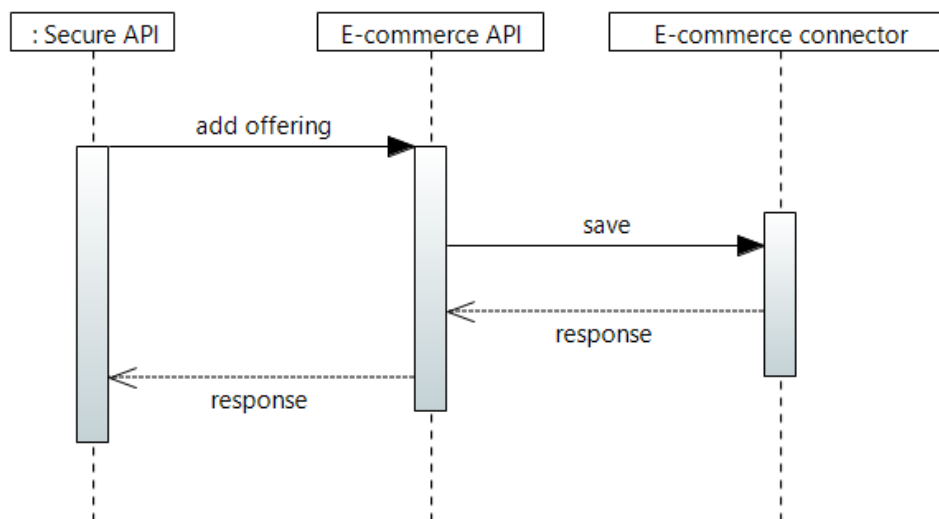 : Secure API
E-commerce API
E-commerce connector
add offering
save
response
response